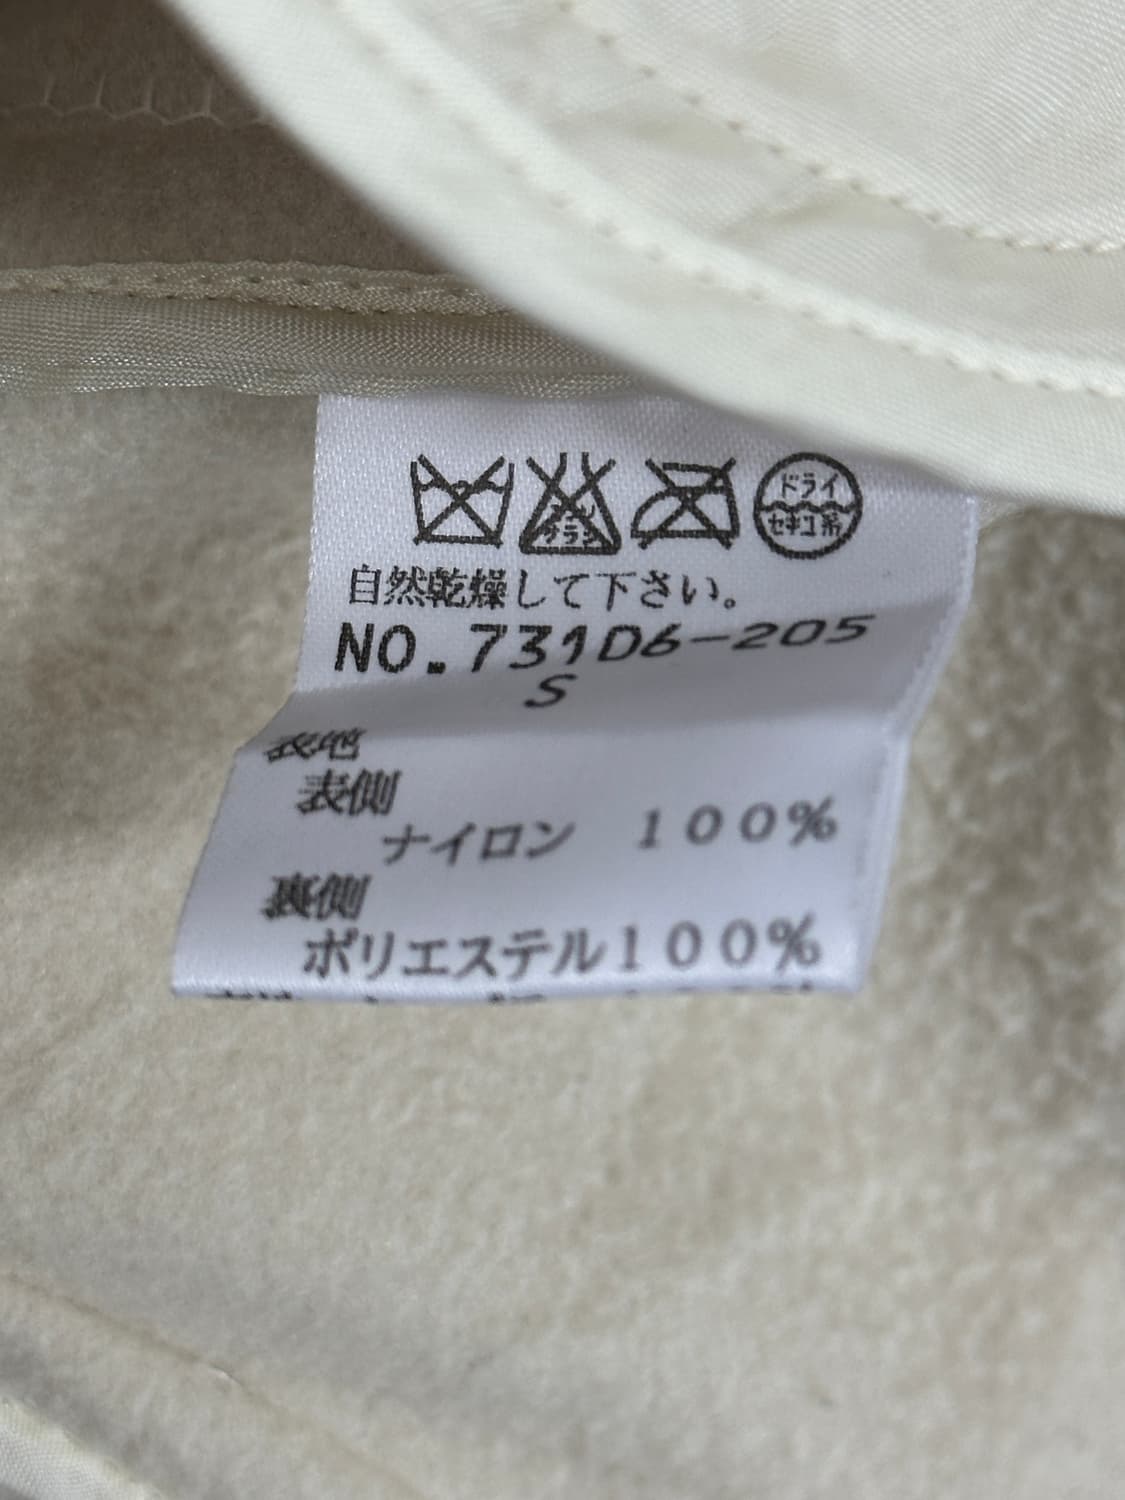 ドライ
セキユ系
自然乾燥して下さい。
NO.731D6-205
S
表地
表側
ナイロン 100%
裏側
ポリエステル100%